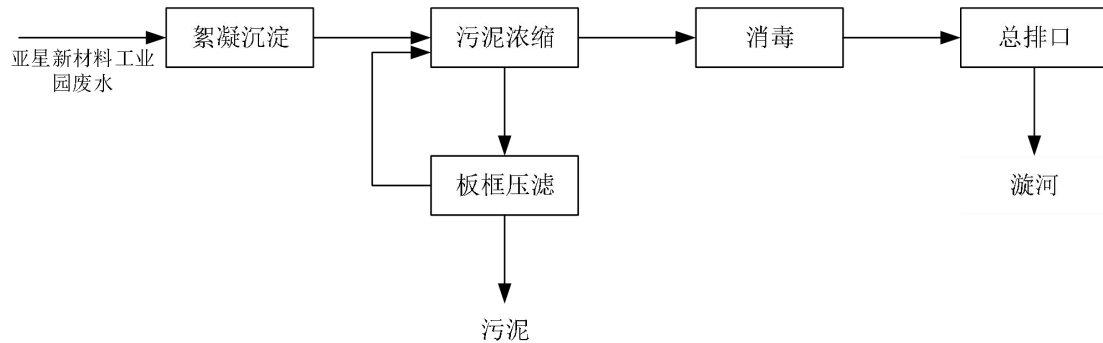 絮凝沉淀
污泥浓缩
消毒
总排口
亚星新材料工业
园废水
板框压滤
漩河
污泥